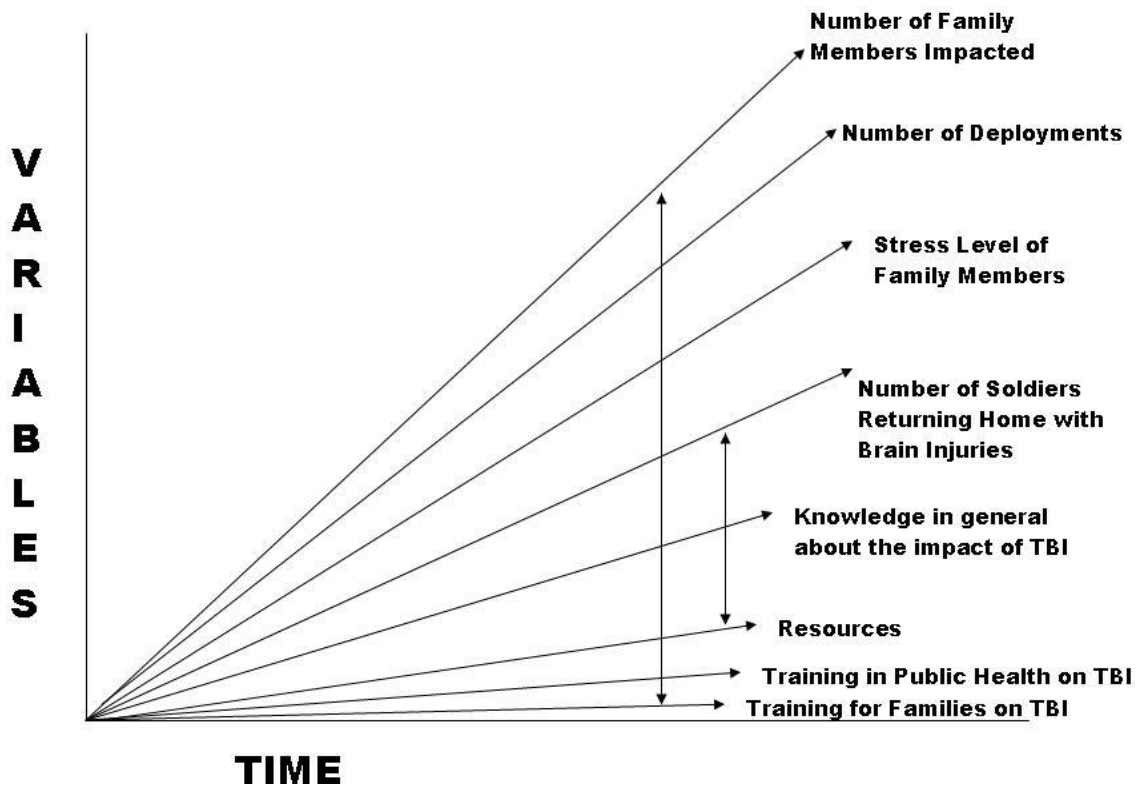 Number of Family
Members Impacted
Number of Deployments
VARIABLES
Stress Level of
Family Members
Number of Soldiers
Returning Home with
Brain Injuries
Knowledge in general
about the impact of TBI
Resources
Training in Public Health on TBI
Training for Families on TBI
TIME